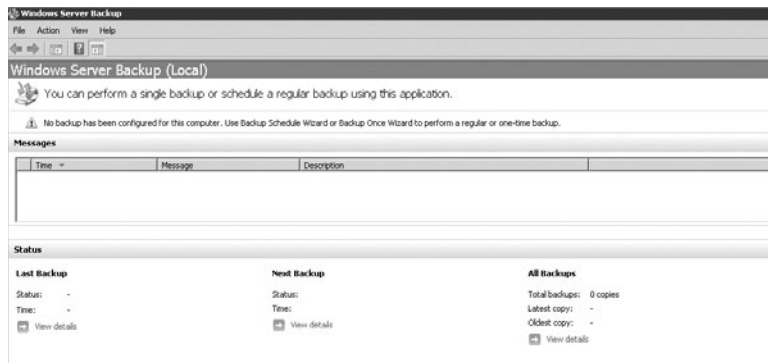 Windows Server Backup
File Action View Help
Windows Server Backup (Local)
You can perform a single backup or schedule a regular backup using this application.
No backup has been configured for this computer. Use Backup Schedule Wizard or Backup Once Wizard to perform a regular or one-time backup.
Messages
Time Message Description
Status
Last Backup Next Backup All Backups
Status: - Status: Total backups: 0 copies
Time: - Time: Latest copy: -
Oldest copy: -
View details View details View details